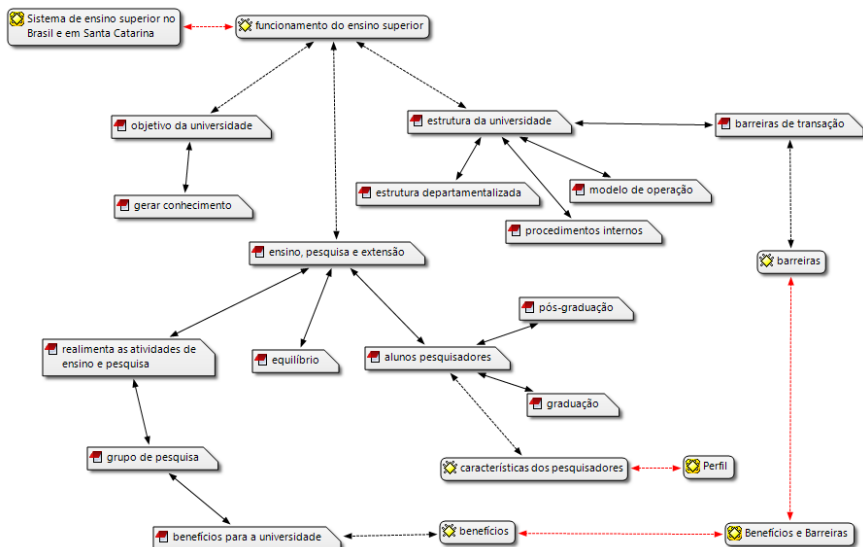 Sistema de ensino superior no
Brasil e em Santa Catarina
funcionamento do ensino superior
objetivo da universidade
estrutura da universidade
barreiras de transação
estrutura departamentalizada
modelo de operação
gerar conhecimento
procedimentos internos
ensino, pesquisa e extensão
barreiras
pós-graduação
realimenta as atividades de
ensino e pesquisa
equilíbrio
alunos pesquisadores
graduação
grupo de pesquisa
características dos pesquisadores
Perfil
benefícios para a universidade
benefícios
Benefícios e Barreiras